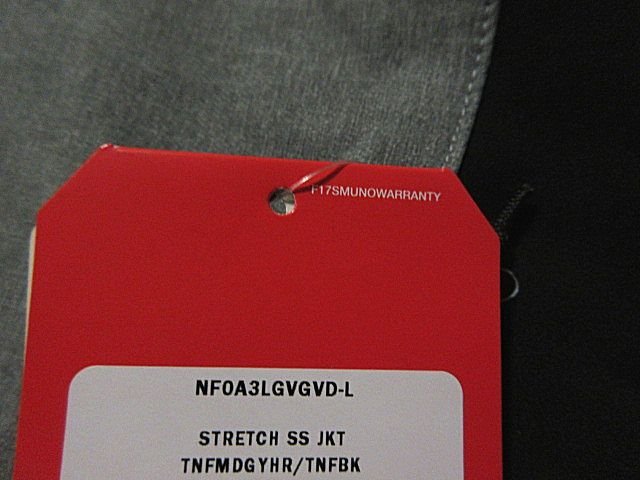 F17SMUNOWARRANTY
NF0A3LGVGVD-L
STRETCH SS JKT
TNFMDGYHR/TNFBK